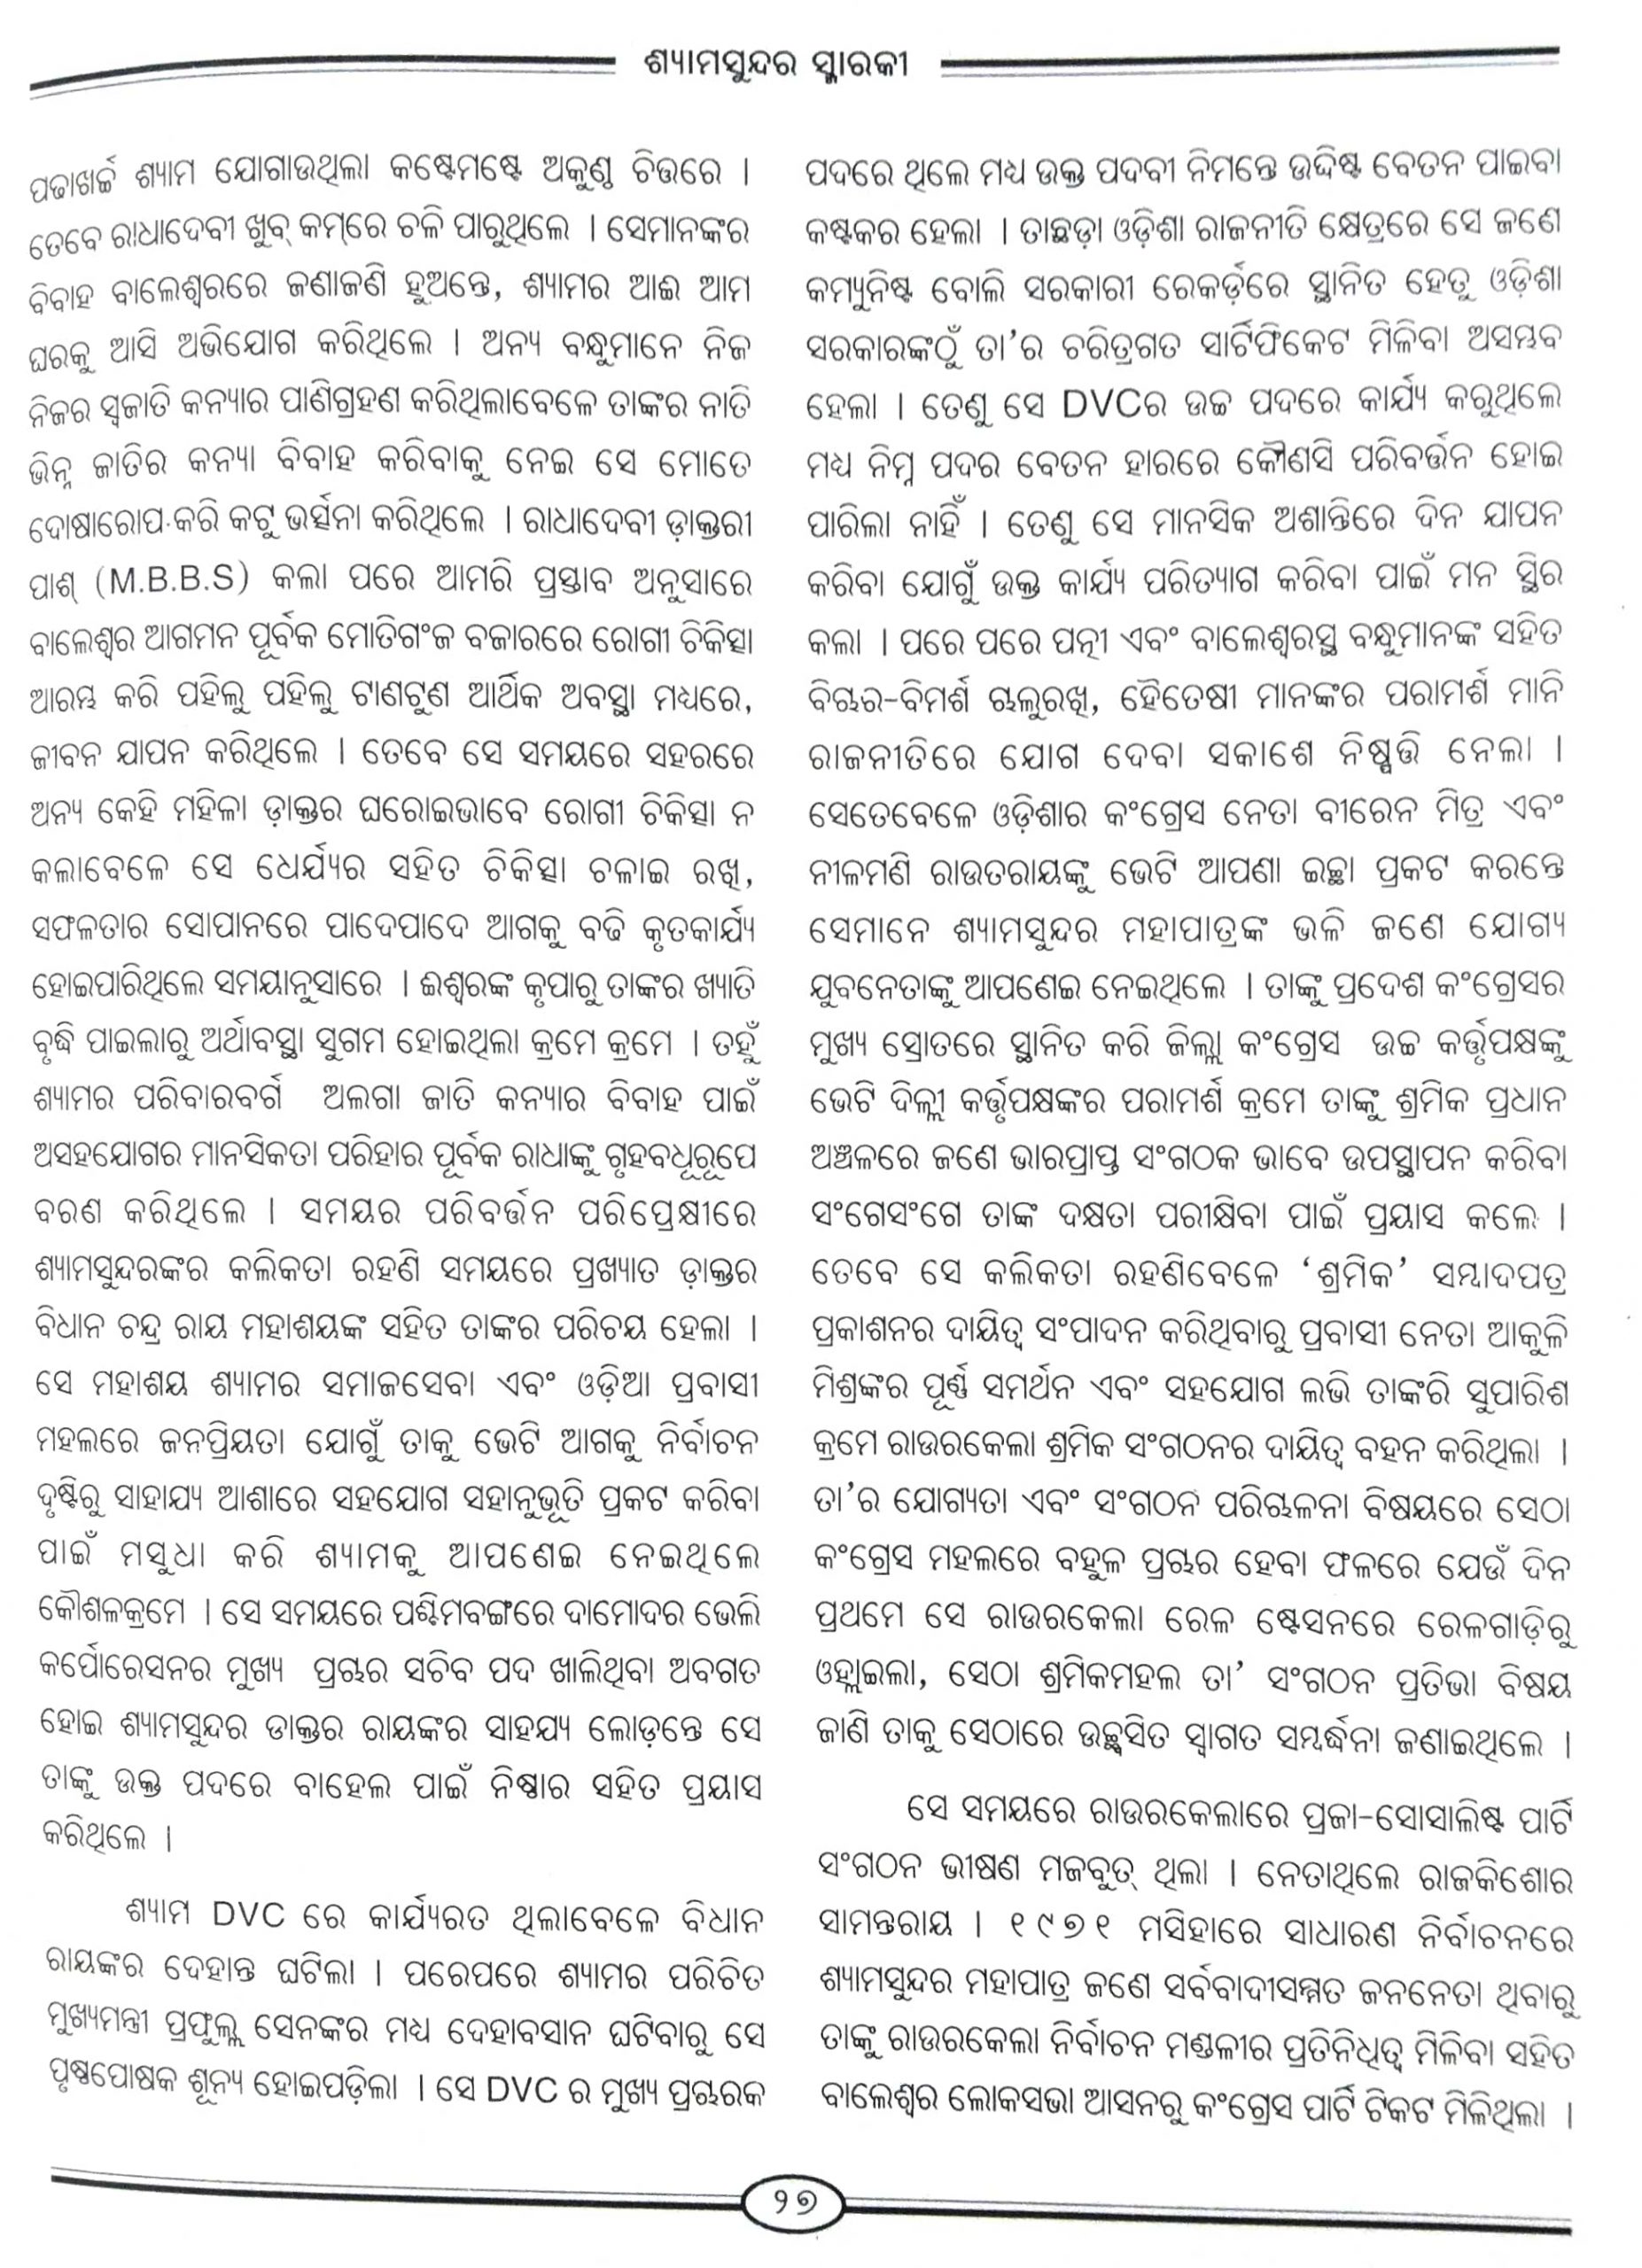 ଶ୍ୟାମସୁନ୍ଦର ସ୍ମାରକୀ
ପଢାଖର୍ଚ୍ଚ ଶ୍ୟାମ ଯୋଗାଉଥିଲା କଷ୍ଟେମଷ୍ଟେ ଅକୁଣ୍ଠ ଚିତ୍ତରେ ।
ତେବେ ରାଧାଦେବୀ ଖୁବ୍ କମ୍‌ରେ ଚଳି ପାରୁଥିଲେ । ସେମାନଙ୍କର
ବିବାହ ବାଲେଶ୍ୱରରେ ଜଣାଜଣି ହୁଅନ୍ତେ, ଶ୍ୟାମର ଆଈ ଆମ
ଘରକୁ ଆସି ଅଭିଯୋଗ କରିଥିଲେ । ଅନ୍ୟ ବନ୍ଧୁମାନେ ନିଜ
ନିଜର ସ୍ୱଜାତି କନ୍ୟାର ପାଣିଗ୍ରହଣ କରିଥିଲାବେଳେ ତାଙ୍କର ନାତି
ଭିନ୍ନ ଜାତିର କନ୍ୟା ବିବାହ କରିବାକୁ ନେଇ ସେ ମୋତେ
ଦୋଷାରୋପ କରି କଟୁ ଭର୍ତ୍ସନା କରିଥିଲେ । ରାଧାଦେବୀ ଡ଼ାକ୍ତରୀ
ପାଶ୍ (M.B.B.S) କଲା ପରେ ଆମରି ପ୍ରସ୍ତାବ ଅନୁସାରେ
ବାଲେଶ୍ୱର ଆଗମନ ପୂର୍ବକ ମୋତିଗଂଜ ବଜାରରେ ରୋଗୀ ଚିକିତ୍ସା
ଆରମ୍ଭ କରି ପହିଲୁ ପହିଲୁ ଟାଣଟୁଣ ଆର୍ଥିକ ଅବସ୍ଥା ମଧ୍ୟରେ,
ଜୀବନ ଯାପନ କରିଥିଲେ । ତେବେ ସେ ସମୟରେ ସହରରେ
ଅନ୍ୟ କେହି ମହିଳା ଡ଼ାକ୍ତର ଘରୋଇଭାବେ ରୋଗୀ ଚିକିତ୍ସା ନ
କଲାବେଳେ ସେ ଧେର୍ଯ୍ୟର ସହିତ ଚିକିତ୍ସା ଚଳାଇ ରଖି,
ସଫଳତାର ସୋପାନରେ ପାଦେପାଦେ ଆଗକୁ ବଢି କୃତକାର୍ଯ୍ୟ
ହୋଇପାରିଥିଲେ ସମୟାନୁସାରେ । ଈଶ୍ୱରଙ୍କ କୃପାରୁ ତାଙ୍କର ଖ୍ୟାତି
ବୃଦ୍ଧି ପାଇଲାରୁ ଅର୍ଥାବସ୍ଥା ସୁଗମ ହୋଇଥିଲା କ୍ରମେ କ୍ରମେ । ତହୁଁ
ଶ୍ୟାମର ପରିବାରବର୍ଗ ଅଲଗା ଜାତି କନ୍ୟାର ବିବାହ ପାଇଁ
ଅସହଯୋଗର ମାନସିକତା ପରିହାର ପୂର୍ବକ ରାଧାଙ୍କୁ ଗୃହବଧୂରୂପେ
ବରଣ କରିଥିଲେ । ସମୟର ପରିବର୍ତ୍ତନ ପରିପ୍ରେକ୍ଷୀରେ
ଶ୍ୟାମସୁନ୍ଦରଙ୍କର କଲିକତା ରହଣି ସମୟରେ ପ୍ରଖ୍ୟାତ ଡ଼ାକ୍ତର
ବିଧାନ ଚନ୍ଦ୍ର ରାୟ ମହାଶୟଙ୍କ ସହିତ ତାଙ୍କର ପରିଚୟ ହେଲା ।
ସେ ମହାଶୟ ଶ୍ୟାମର ସମାଜସେବା ଏବଂ ଓଡ଼ିଆ ପ୍ରବାସୀ
ମହଲରେ ଜନପ୍ରିୟତା ଯୋଗୁଁ ତାକୁ ଭେଟି ଆଗକୁ ନିର୍ବାଚନ
ଦୃଷ୍ଟିରୁ ସାହାଯ୍ୟ ଆଶାରେ ସହଯୋଗ ସହାନୁଭୂତି ପ୍ରକଟ କରିବା
ପାଇଁ ମସୁଧା କରି ଶ୍ୟାମକୁ ଆପଣେଇ ନେଇଥିଲେ
କୌଶଳକ୍ରମେ । ସେ ସମୟରେ ପଶ୍ଚିମବଙ୍ଗରେ ଦାମୋଦର ଭେଲି
କର୍ପୋରେସନର ମୁଖ୍ୟ ପ୍ରଚାର ସଚିବ ପଦ ଖାଲିଥିବା ଅବଗତ
ହୋଇ ଶ୍ୟାମସୁନ୍ଦର ଡାକ୍ତର ରାୟଙ୍କର ସାହଯ୍ୟ ଲୋଡ଼ନ୍ତେ ସେ
ତାଙ୍କୁ ଉକ୍ତ ପଦରେ ବାହେଲ ପାଇଁ ନିଷ୍ଠାର ସହିତ ପ୍ରୟାସ
କରିଥିଲେ ।
ଶ୍ୟାମ DVC ରେ କାର୍ଯ୍ୟରତ ଥିଲାବେଳେ ବିଧାନ
ରାୟଙ୍କର ଦେହାନ୍ତ ଘଟିଲା । ପରେପରେ ଶ୍ୟାମର ପରିଚିତ
ମୁଖ୍ୟମନ୍ତ୍ରୀ ପ୍ରଫୁଲ୍ଲ ସେନଙ୍କର ମଧ୍ୟ ଦେହାବସାନ ଘଟିବାରୁ ସେ
ପୃଷ୍ଠପୋଷକ ଶୂନ୍ୟ ହୋଇପଡ଼ିଲା । ସେ DVC ର ମୁଖ୍ୟ ପ୍ରଚାରକ
ପଦରେ ଥିଲେ ମଧ୍ୟ ଉକ୍ତ ପଦବୀ ନିମନ୍ତେ ଉଦ୍ଦିଷ୍ଟ ବେତନ ପାଇବା
କଷ୍ଟକର ହେଲା । ତାଛଡ଼ା ଓଡ଼ିଶା ରାଜନୀତି କ୍ଷେତ୍ରରେ ସେ ଜଣେ
କମ୍ୟୁନିଷ୍ଟ ବୋଲି ସରକାରୀ ରେକର୍ଡ଼ରେ ସ୍ଥାନିତ ହେତୁ ଓଡ଼ିଶା
ସରକାରଙ୍କଠୁଁ ତା’ର ଚରିତ୍ରଗତ ସାର୍ଟିଫିକେଟ ମିଳିବା ଅସମ୍ଭବ
ହେଲା । ତେଣୁ ସେ DVCର ଉଚ୍ଚ ପଦରେ କାର୍ଯ୍ୟ କରୁଥିଲେ
ମଧ୍ୟ ନିମ୍ନ ପଦର ବେତନ ହାରରେ କୌଣସି ପରିବର୍ତ୍ତନ ହୋଇ
ପାରିଲା ନାହିଁ । ତେଣୁ ସେ ମାନସିକ ଅଶାନ୍ତିରେ ଦିନ ଯାପନ
କରିବା ଯୋଗୁଁ ଉକ୍ତ କାର୍ଯ୍ୟ ପରିତ୍ୟାଗ କରିବା ପାଇଁ ମନ ସ୍ଥିର
କଲା । ପରେ ପରେ ପତ୍ନୀ ଏବଂ ବାଲେଶ୍ୱରସ୍ଥ ବନ୍ଧୁମାନଙ୍କ ସହିତ
ବିଚାର-ବିମର୍ଶ ଚାଲୁରଖି, ହୈତେଷୀ ମାନଙ୍କର ପରାମର୍ଶ ମାନି
ରାଜନୀତିରେ ଯୋଗ ଦେବା ସକାଶେ ନିଷ୍ପତ୍ତି ନେଲା ।
ସେତେବେଳେ ଓଡ଼ିଶାର କଂଗ୍ରେସ ନେତା ବୀରେନ ମିତ୍ର ଏବଂ
ନୀଳମଣି ରାଉତରାୟଙ୍କୁ ଭେଟି ଆପଣା ଇଚ୍ଛା ପ୍ରକଟ କରନ୍ତେ
ସେମାନେ ଶ୍ୟାମସୁନ୍ଦର ମହାପାତ୍ରଙ୍କ ଭଳି ଜଣେ ଯୋଗ୍ୟ
ଯୁବନେତାଙ୍କୁ ଆପଣେଇ ନେଇଥିଲେ । ତାଙ୍କୁ ପ୍ରଦେଶ କଂଗ୍ରେସର
ମୁଖ୍ୟ ସ୍ରୋତରେ ସ୍ଥାନିତ କରି ଜିଲ୍ଲା କଂଗ୍ରେସ ଉଚ୍ଚ କର୍ତ୍ତୃପକ୍ଷଙ୍କୁ
ଭେଟି ଦିଲ୍ଲୀ କର୍ତ୍ତୃପକ୍ଷଙ୍କର ପରାମର୍ଶ କ୍ରମେ ତାଙ୍କୁ ଶ୍ରମିକ ପ୍ରଧାନ
ଅଞ୍ଚଳରେ ଜଣେ ଭାରପ୍ରାପ୍ତ ସଂଗଠକ ଭାବେ ଉପସ୍ଥାପନ କରିବା
ସଂଗେସଂଗେ ତାଙ୍କ ଦକ୍ଷତା ପରୀକ୍ଷିବା ପାଇଁ ପ୍ରୟାସ କଲେ ।
ତେବେ ସେ କଲିକତା ରହଣିବେଳେ ‘ଶ୍ରମିକ’ ସମ୍ବାଦପତ୍ର
ପ୍ରକାଶନର ଦାୟିତ୍ୱ ସଂପାଦନ କରିଥିବାରୁ ପ୍ରବାସୀ ନେତା ଆକୁଳି
ମିଶ୍ରଙ୍କର ପୂର୍ଣ୍ଣ ସମର୍ଥନ ଏବଂ ସହଯୋଗ ଲଭି ତାଙ୍କରି ସୁପାରିଶ
କ୍ରମେ ରାଉରକେଲା ଶ୍ରମିକ ସଂଗଠନର ଦାୟିତ୍ୱ ବହନ କରିଥିଲା ।
ତା’ର ଯୋଗ୍ୟତା ଏବଂ ସଂଗଠନ ପରିଚାଳନା ବିଷୟରେ ସେଠା
କଂଗ୍ରେସ ମହଲରେ ବହୁଳ ପ୍ରଚାର ହେବା ଫଳରେ ଯେଉଁ ଦିନ
ପ୍ରଥମେ ସେ ରାଉରକେଲା ରେଳ ଷ୍ଟେସନରେ ରେଳଗାଡ଼ିରୁ
ଓହ୍ଲାଇଲା, ସେଠା ଶ୍ରମିକମହଲ ତା’ ସଂଗଠନ ପ୍ରତିଭା ବିଷୟ
ଜାଣି ତାକୁ ସେଠାରେ ଉଚ୍ଛ୍ୱସିତ ସ୍ୱାଗତ ସମ୍ବର୍ଦ୍ଧନା ଜଣାଇଥିଲେ ।
ସେ ସମୟରେ ରାଉରକେଲାରେ ପ୍ରଜା-ସୋସାଲିଷ୍ଟ ପାର୍ଟି
ସଂଗଠନ ଭୀଷଣ ମଜବୁତ୍ ଥିଲା । ନେତାଥିଲେ ରାଜକିଶୋର
ସାମନ୍ତରାୟ । ୧୯୭୧ ମସିହାରେ ସାଧାରଣ ନିର୍ବାଚନରେ
ଶ୍ୟାମସୁନ୍ଦର ମହାପାତ୍ର ଜଣେ ସର୍ବବାଦୀସମ୍ମତ ଜନନେତା ଥିବାରୁ
ତାଙ୍କୁ ରାଉରକେଲା ନିର୍ବାଚନ ମଣ୍ଡଳୀର ପ୍ରତିନିଧିତ୍ୱ ମିଳିବା ସହିତ
ବାଲେଶ୍ୱର ଲୋକସଭା ଆସନରୁ କଂଗ୍ରେସ ପାର୍ଟି ଟିକଟ ମିଳିଥିଲା ।
୨୭